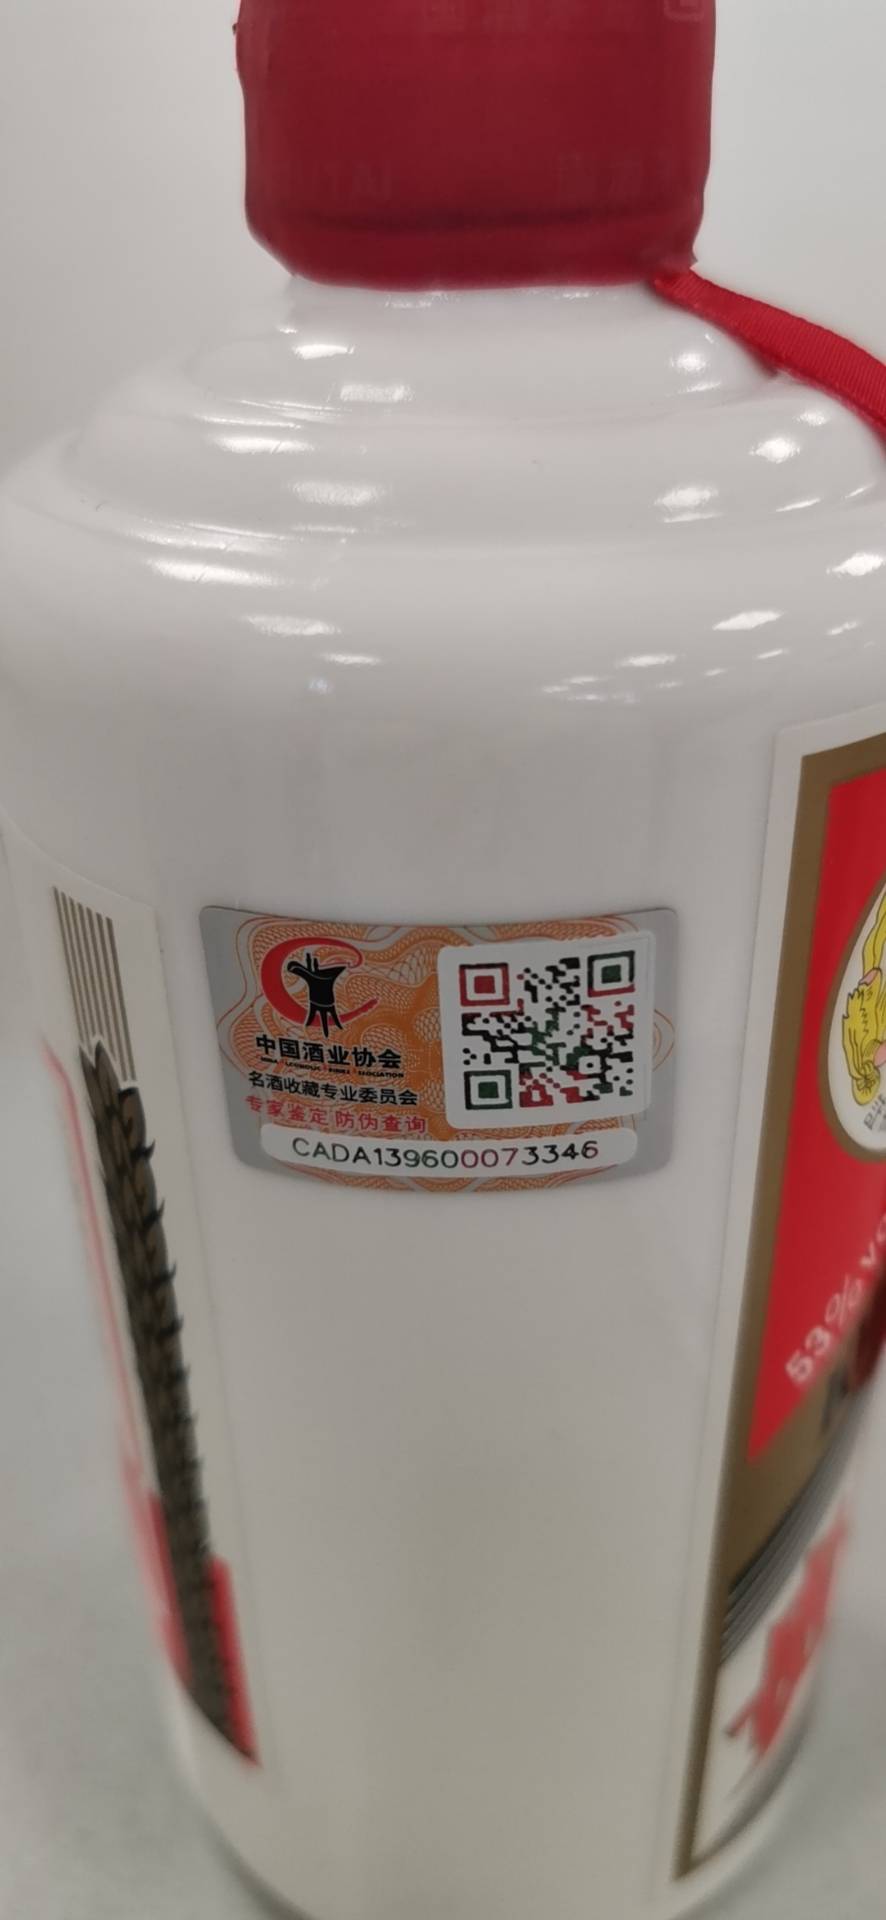 中国酒业协会
名酒收藏专业委员会
专家鉴定 防伪查询
CADA139600073346
53%